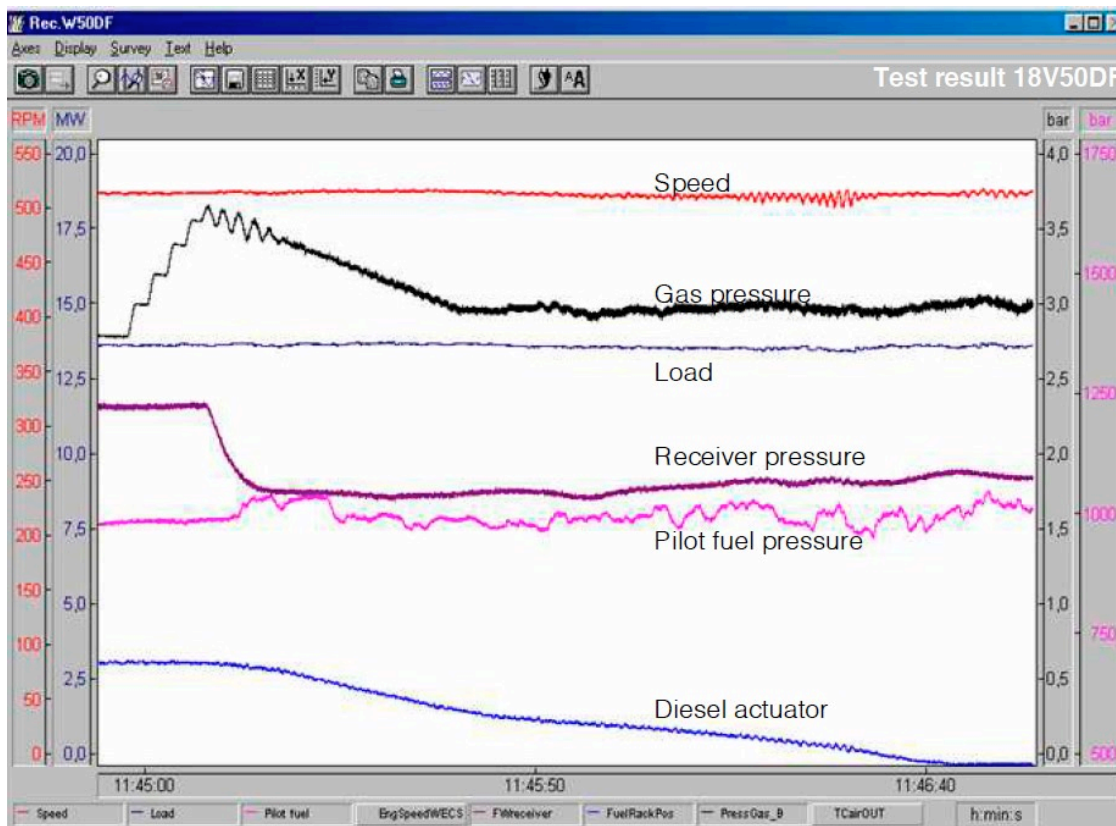 Rec.W50DF
Axes Display Survey Text Help
Test result 18V50DF
RPM MW bar bar
550 20,0 4,0 1750
Speed
500 17,5 3,5
450 1500
Gas pressure
400 15,0 3,0
Load
350 12,5 2,5 1250
300
Receiver pressure
250 10,0 2,0
Pilot fuel pressure
200 7,5 1,5 1000
150 5,0 1,0
100 750
Diesel actuator
50 2,5 0,5
0 0,0 0,0 500
11:45:00 11:45:50 11:46:40
Speed Load Pilot fuel EngSpeedWECS FWreceiver FuelRackPos PressGas_B TCairOUT h:min:s